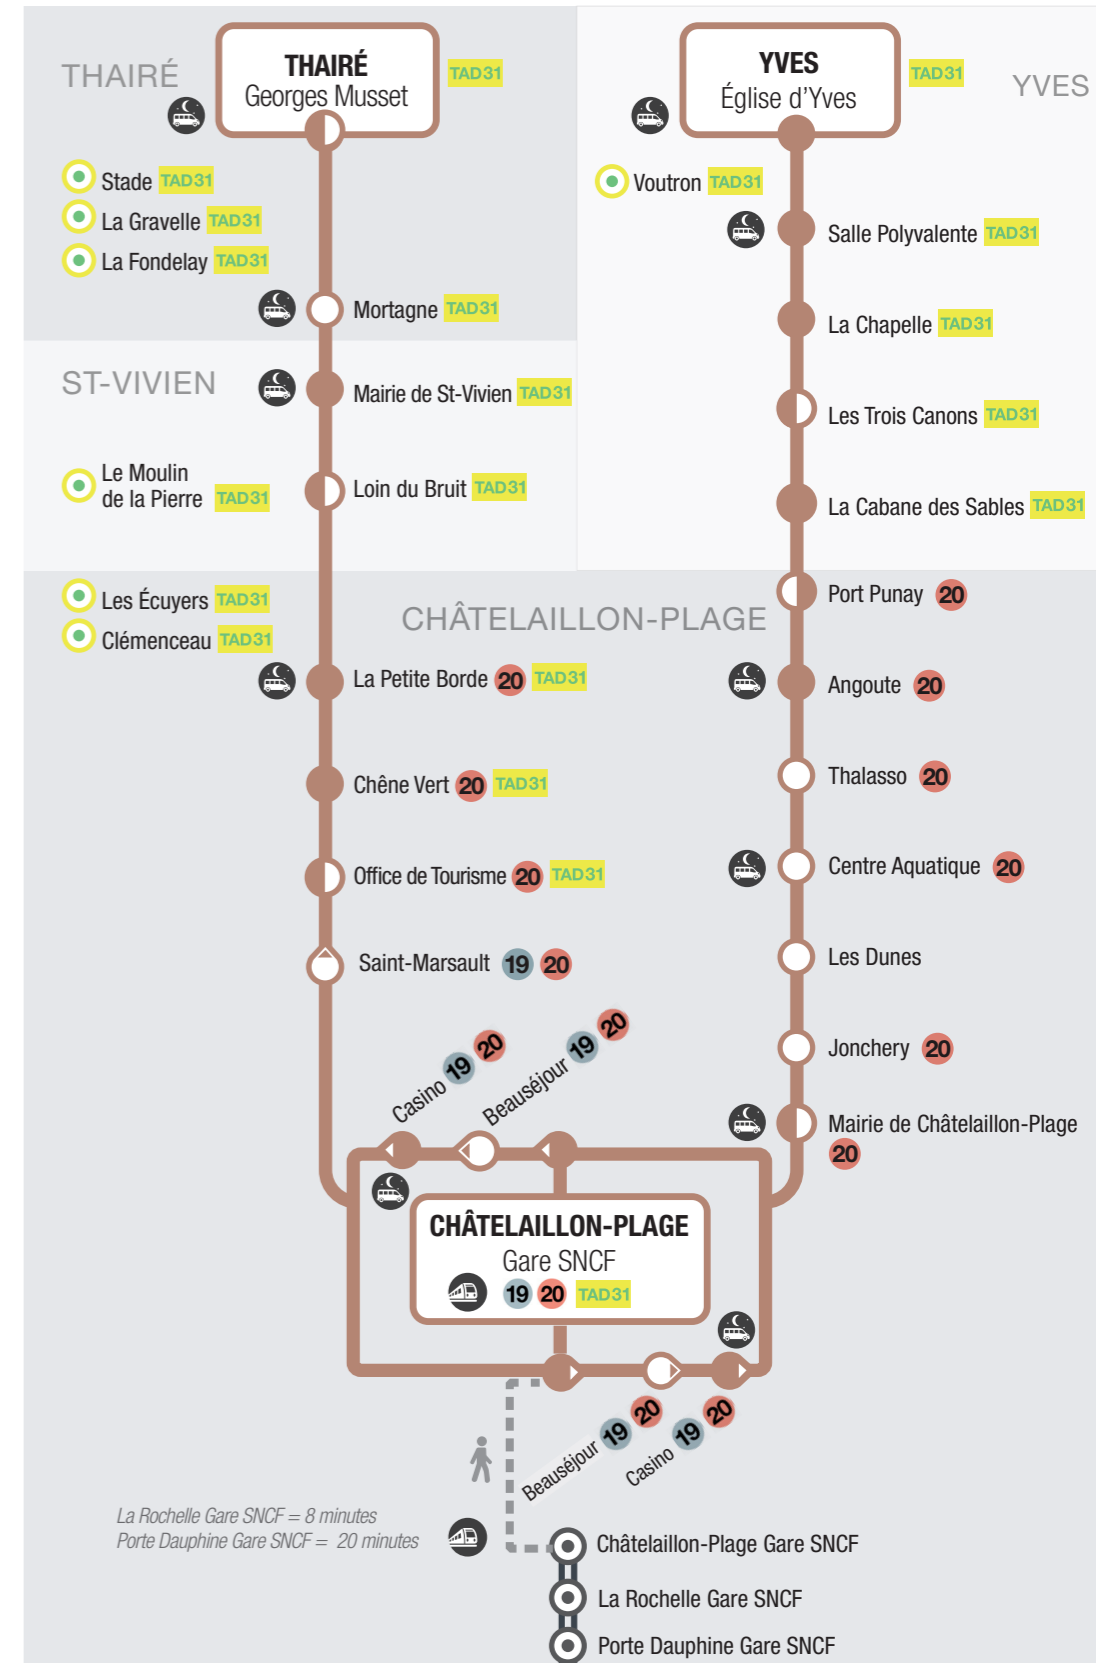 THAIRÉ
THAIRÉ
Georges Musset
TAD31
Stade TAD31
La Gravelle TAD31
La Fondelay TAD31
Mortagne TAD31
ST-VIVIEN
Mairie de St-Vivien TAD31
Le Moulin
de la Pierre TAD31
Loin du Bruit TAD31
YVES
Église d'Yves
TAD31
YVES
Voutron TAD31
Salle Polyvalente TAD31
La Chapelle TAD31
Les Trois Canons TAD31
La Cabane des Sables TAD31
Les Écuyers TAD31
Clémenceau TAD31
CHÂTELAILLON-PLAGE
La Petite Borde 20 TAD31
Chêne Vert 20 TAD31
Office de Tourisme 20 TAD31
Saint-Marsault 19 20
Port Punay 20
Angoute 20
Thalasso 20
Centre Aquatique 20
Les Dunes
Jonchery 20
Mairie de Châtelaillon-Plage
20
Casino 19 20
Beauséjour 19 20
CHÂTELAILLON-PLAGE
Gare SNCF
19 20 TAD31
Beauséjour 19 20
Casino 19 20
La Rochelle Gare SNCF = 8 minutes
Porte Dauphine Gare SNCF = 20 minutes
Châtelaillon-Plage Gare SNCF
La Rochelle Gare SNCF
Porte Dauphine Gare SNCF